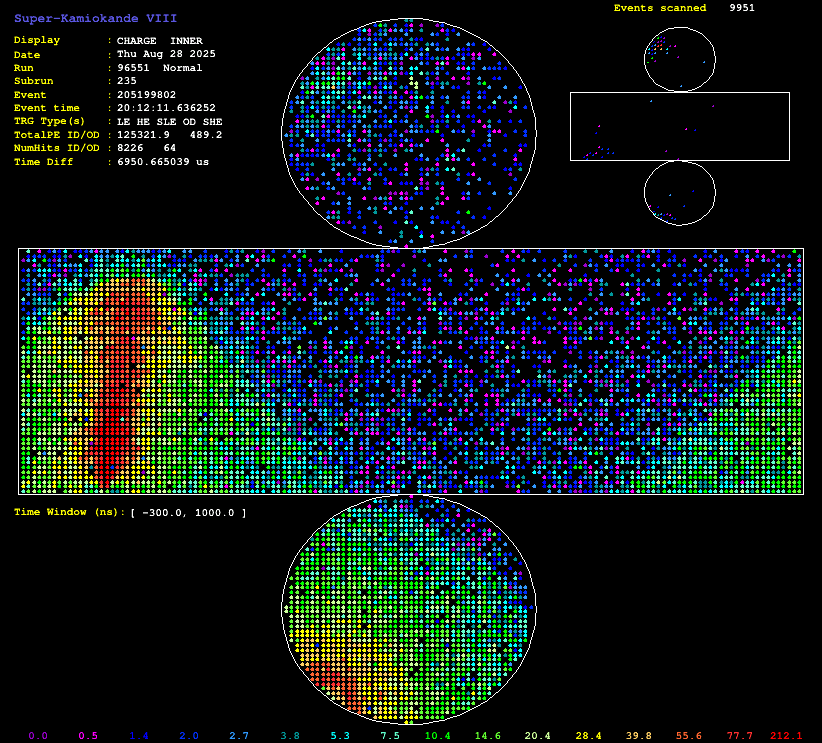 Super-Kamiokande VIII
Events scanned 9951
Display : CHARGE INNER
Date : Thu Aug 28 2025
Run : 96551 Normal
Subrun : 235
Event : 205199802
Event time : 20:12:11.636252
TRG Type(s) : LE HE SLE OD SHE
TotalPE ID/OD : 125321.9 489.2
NumHits ID/OD : 8226 64
Time Diff : 6950.665039 us
Time Window (ns): [ -300.0, 1000.0 ]
0.0 0.5 1.4 2.0 2.7 3.8 5.3 7.5 10.4 14.6 20.4 28.4 39.8 55.6 77.7 212.1